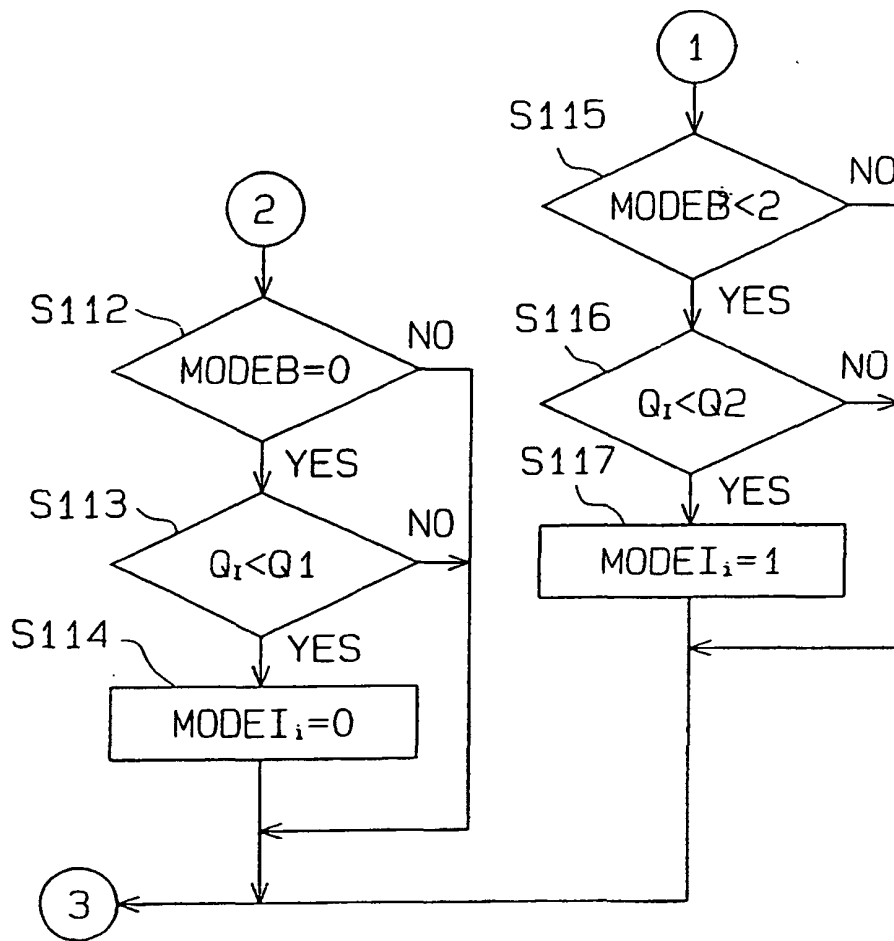 1
S115
MODEB<2
NO
YES
S116
QI<Q2
NO
YES
S117
MODEIi=1
2
S112
MODEB=0
NO
YES
S113
QI<Q1
NO
YES
S114
MODEIi=0
3